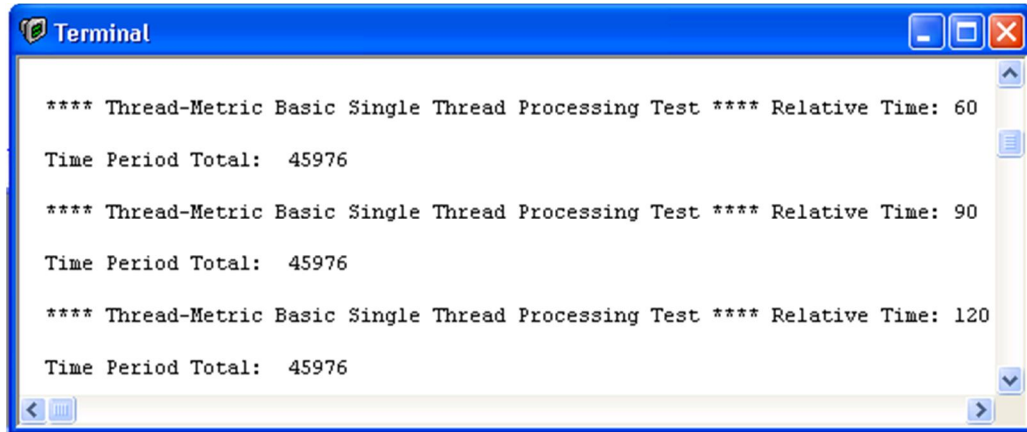 Terminal
**** Thread-Metric Basic Single Thread Processing Test **** Relative Time: 60
Time Period Total:  45976
**** Thread-Metric Basic Single Thread Processing Test **** Relative Time: 90
Time Period Total:  45976
**** Thread-Metric Basic Single Thread Processing Test **** Relative Time: 120
Time Period Total:  45976